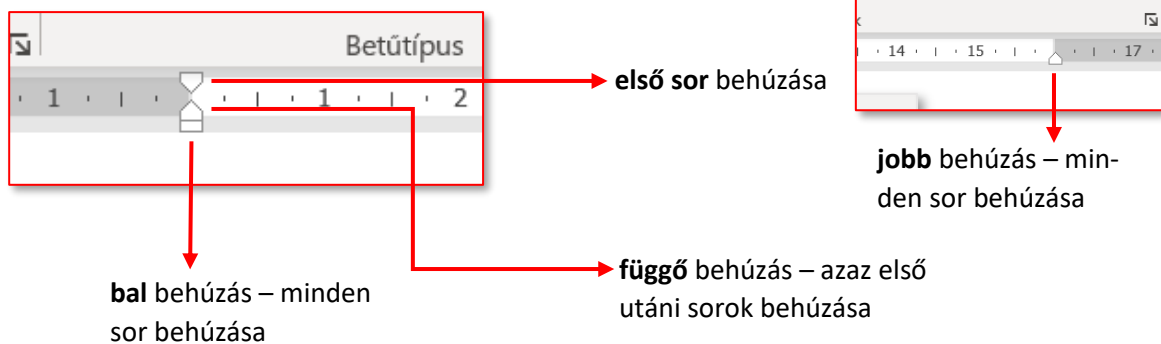 Betűtípus
1 1 2
14 15 17
első sor behúzása
jobb behúzás – min-
den sor behúzása
függő behúzás – azaz első
utáni sorok behúzása
bal behúzás – minden
sor behúzása